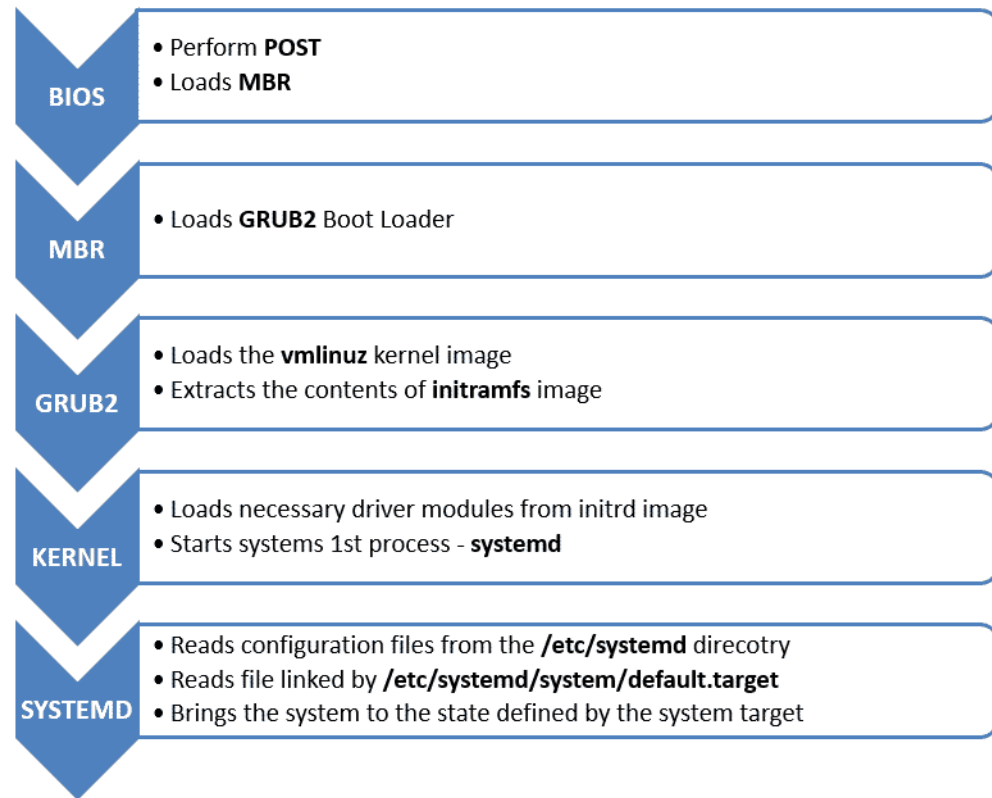 BIOS
• Perform POST
• Loads MBR
MBR
• Loads GRUB2 Boot Loader
GRUB2
• Loads the vmlinuz kernel image
• Extracts the contents of initramfs image
KERNEL
• Loads necessary driver modules from initrd image
• Starts systems 1st process - systemd
SYSTEMD
• Reads configuration files from the /etc/systemd direcotry
• Reads file linked by /etc/systemd/system/default.target
• Brings the system to the state defined by the system target